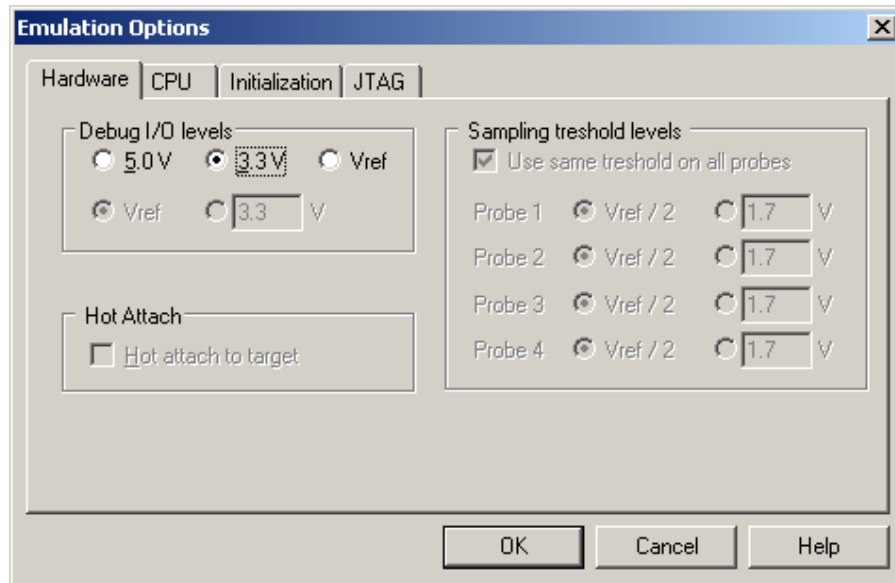 Emulation Options
Hardware CPU Initialization JTAG
Debug I/O levels
5.0 V 3.3 V Vref
Vref 3.3 V
Hot Attach
Hot attach to target
Sampling treshold levels
Use same treshold on all probes
Probe 1 Vref / 2 1.7 V
Probe 2 Vref / 2 1.7 V
Probe 3 Vref / 2 1.7 V
Probe 4 Vref / 2 1.7 V
OK Cancel Help